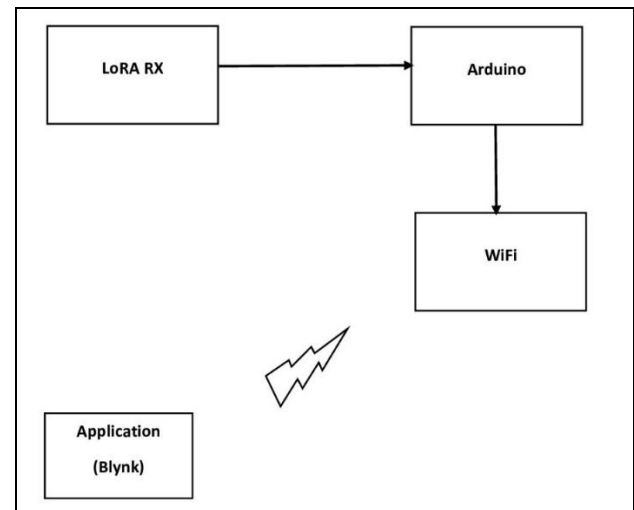 LoRA RX
Arduino
WiFi
Application
(Blynk)